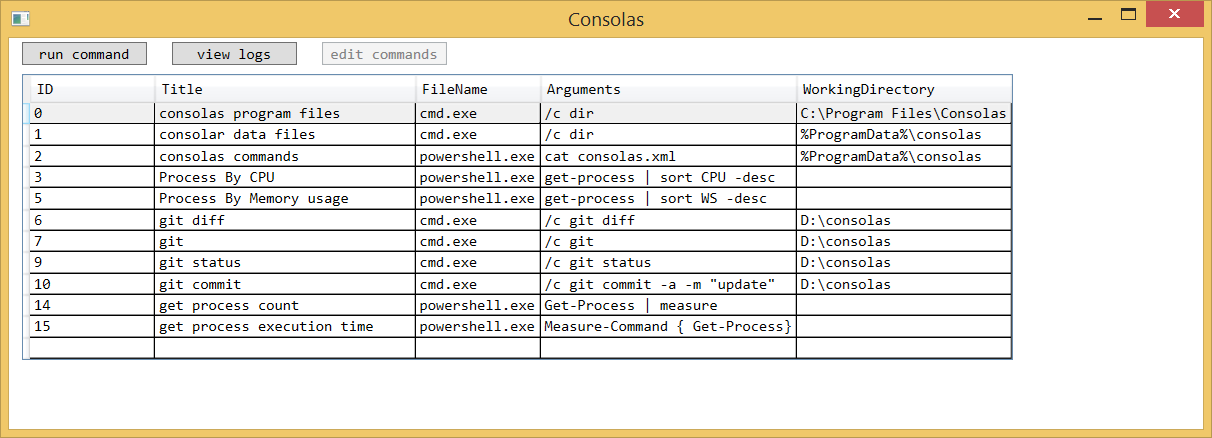 Consolas
run command view logs edit commands
ID Title FileName Arguments WorkingDirectory
0 consolas program files cmd.exe /c dir C:\Program Files\Consolas
1 consolar data files cmd.exe /c dir %ProgramData%\consolas
2 consolas commands powershell.exe cat consolas.xml %ProgramData%\consolas
3 Process By CPU powershell.exe get-process | sort CPU -desc
5 Process By Memory usage powershell.exe get-process | sort WS -desc
6 git diff cmd.exe /c git diff D:\consolas
7 git cmd.exe /c git D:\consolas
9 git status cmd.exe /c git status D:\consolas
10 git commit cmd.exe /c git commit -a -m "update" D:\consolas
14 get process count powershell.exe Get-Process | measure
15 get process execution time powershell.exe Measure-Command { Get-Process}